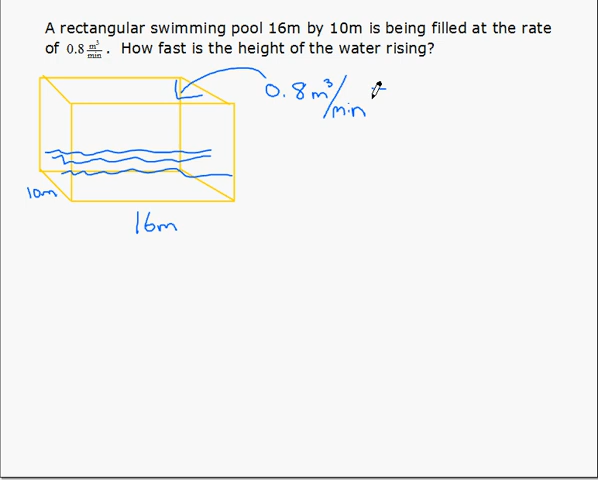 A rectangular swimming pool 16m by 10m is being filled at the rate
of 0.8 m³/min. How fast is the height of the water rising?
0.8 m³/min
10m
16m